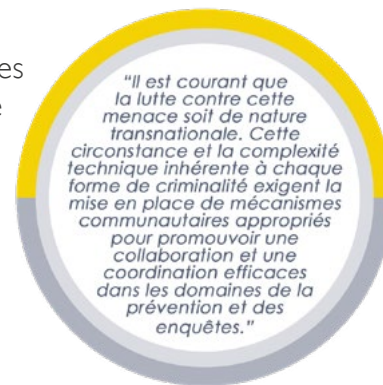 es
e
"Il est courant que
la lutte contre cette
menace soit de nature
transnationale. Cette
circonstance et la complexité
technique inhérente à chaque
forme de criminalité exigent la
mise en place de mécanismes
communautaires appropriés
pour promouvoir une
collaboration et une
coordination efficaces
dans les domaines de la
prévention et des
enquêtes."